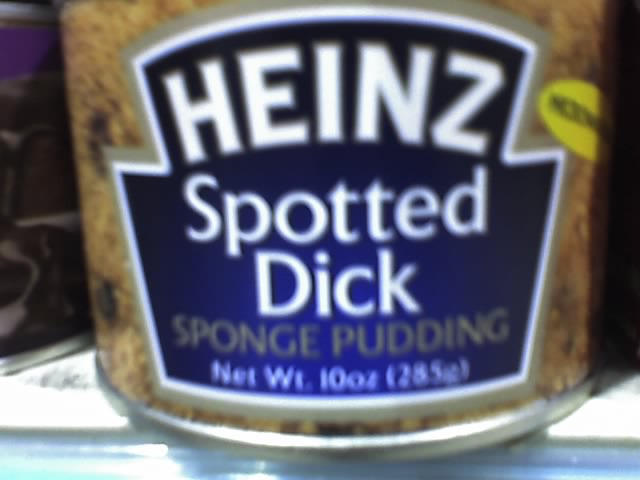 HEINZ
Spotted
Dick
SPONGE PUDDING
Net Wt. 10oz (285g)